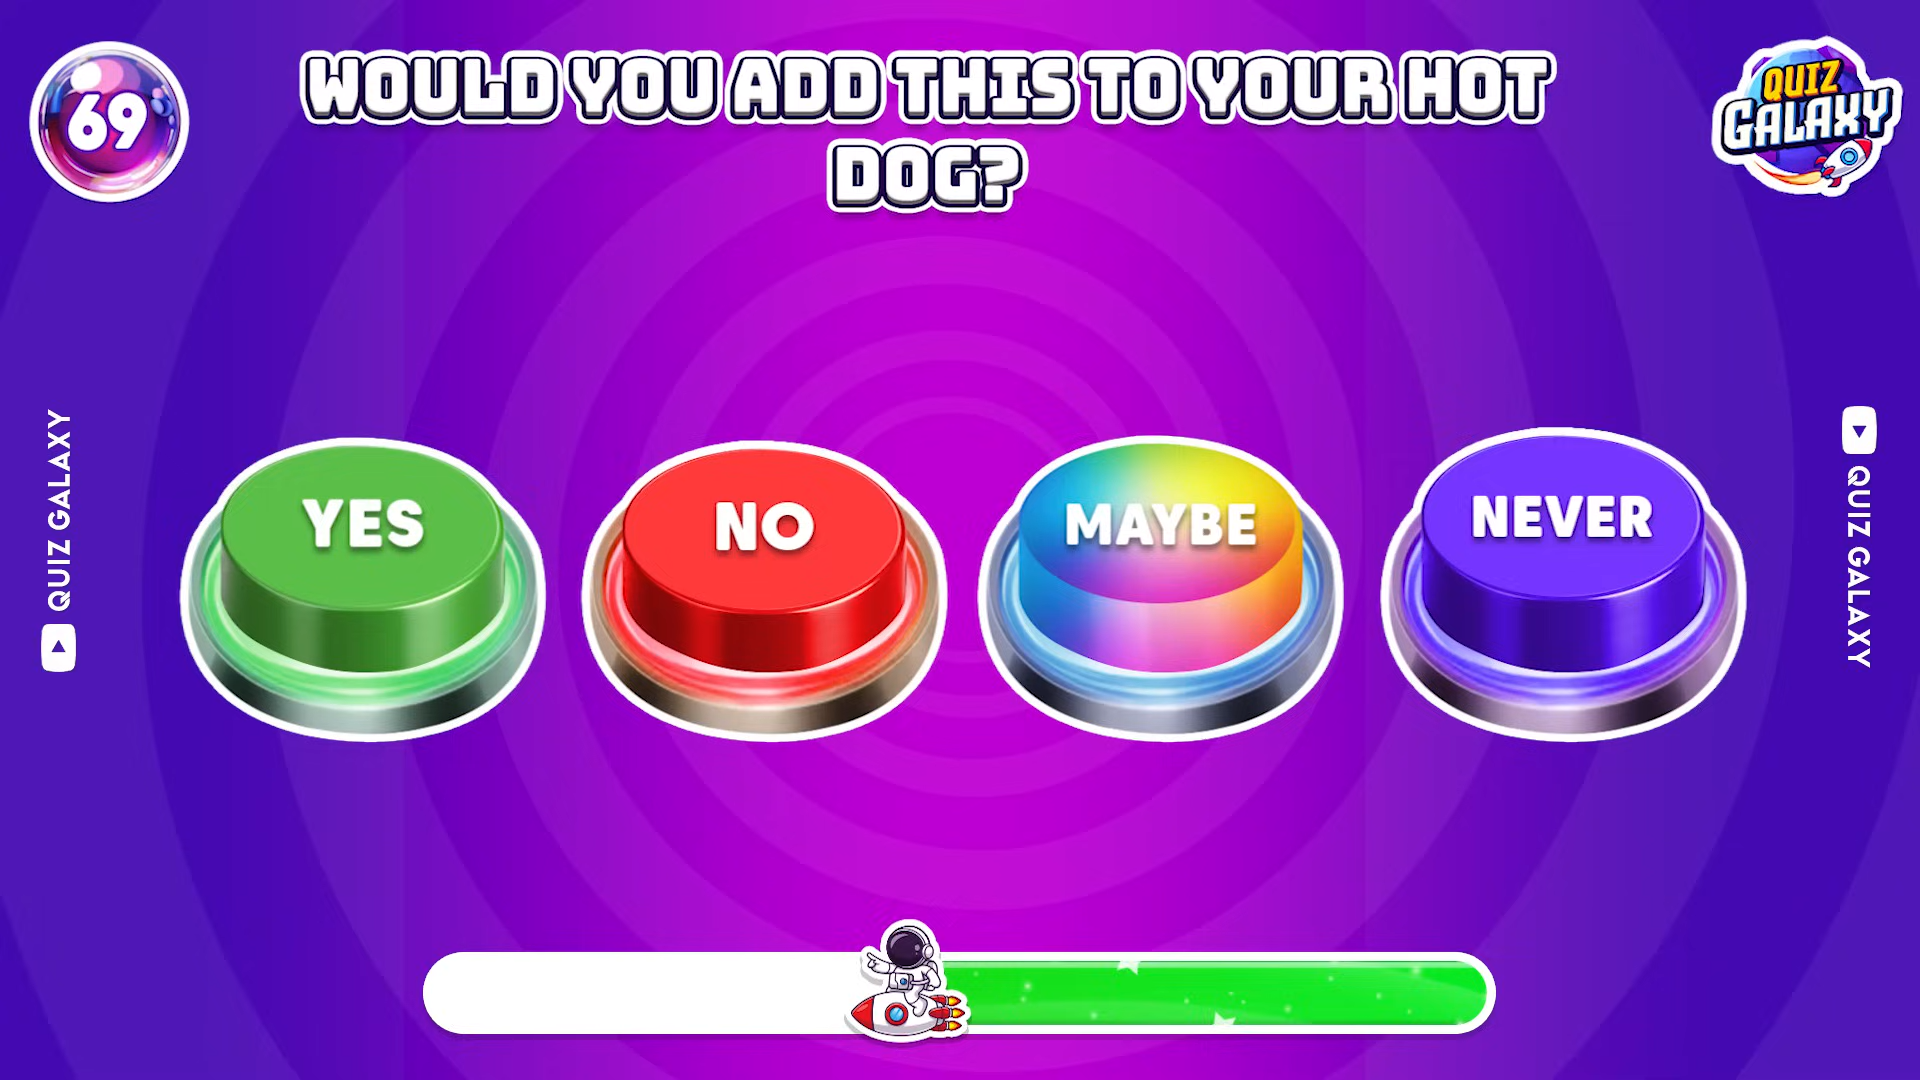 69
WOULD YOU ADD THIS TO YOUR HOT
DOG?
QUIZ
GALAXY
QUIZ GALAXY
YES
NO
MAYBE
NEVER
QUIZ GALAXY